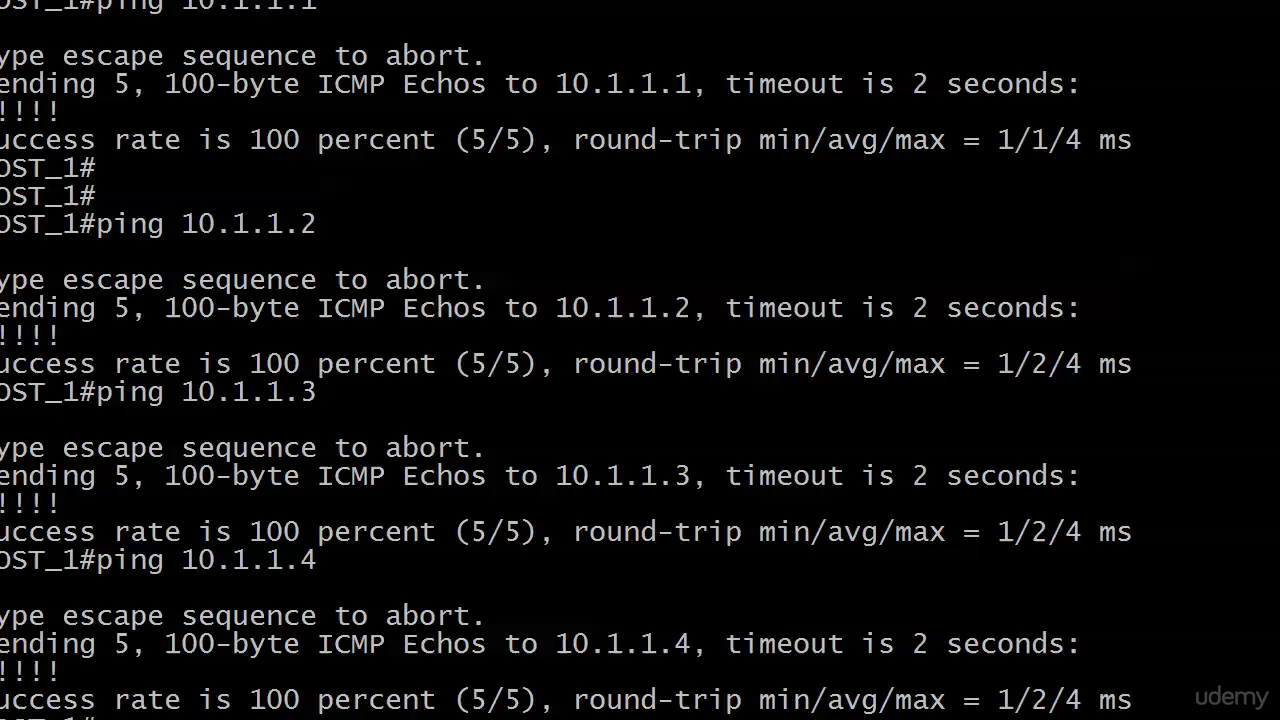 OST_1#ping 10.1.1.1
ype escape sequence to abort.
ending 5, 100-byte ICMP Echos to 10.1.1.1, timeout is 2 seconds:
!!!!
uccess rate is 100 percent (5/5), round-trip min/avg/max = 1/1/4 ms
OST_1#
OST_1#
OST_1#ping 10.1.1.2
ype escape sequence to abort.
ending 5, 100-byte ICMP Echos to 10.1.1.2, timeout is 2 seconds:
!!!!
uccess rate is 100 percent (5/5), round-trip min/avg/max = 1/2/4 ms
OST_1#ping 10.1.1.3
ype escape sequence to abort.
ending 5, 100-byte ICMP Echos to 10.1.1.3, timeout is 2 seconds:
!!!!
uccess rate is 100 percent (5/5), round-trip min/avg/max = 1/2/4 ms
OST_1#ping 10.1.1.4
ype escape sequence to abort.
ending 5, 100-byte ICMP Echos to 10.1.1.4, timeout is 2 seconds:
!!!!
uccess rate is 100 percent (5/5), round-trip min/avg/max = 1/2/4 ms
udemy